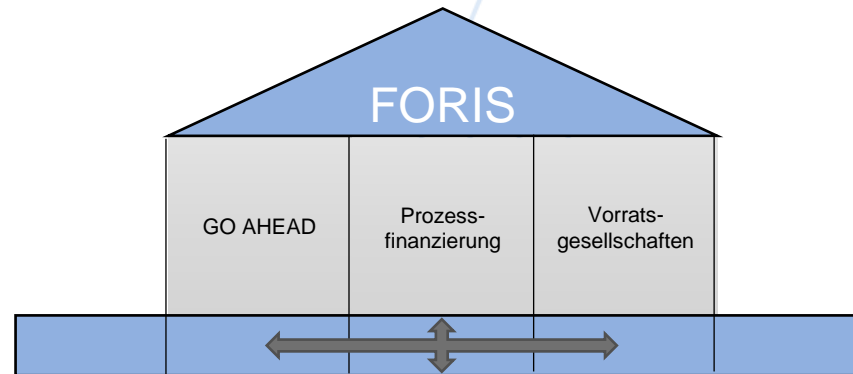 FORIS
GO AHEAD
Prozess-
finanzierung
Vorrats-
gesellschaften